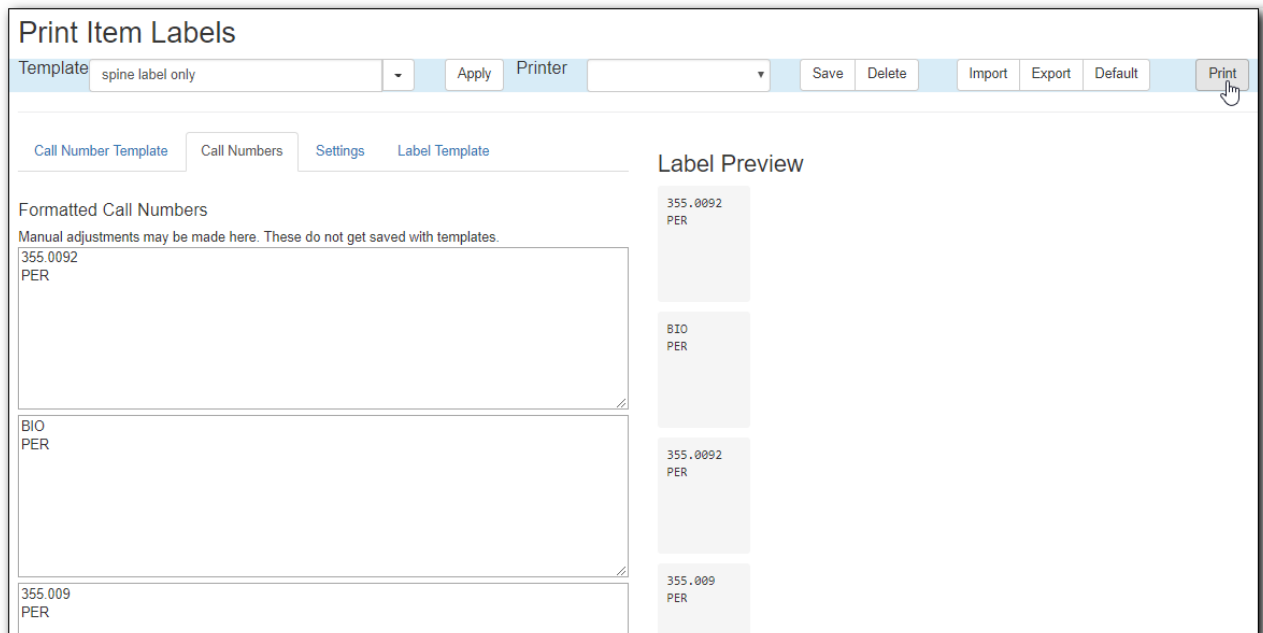 Print Item Labels
Template spine label only Apply Printer Save Delete Import Export Default Print
Call Number Template Call Numbers Settings Label Template
Label Preview
Formatted Call Numbers
Manual adjustments may be made here. These do not get saved with templates.
355.0092
PER
BIO
PER
355.009
PER
355.0092
PER
BIO
PER
355.0092
PER
355.009
PER